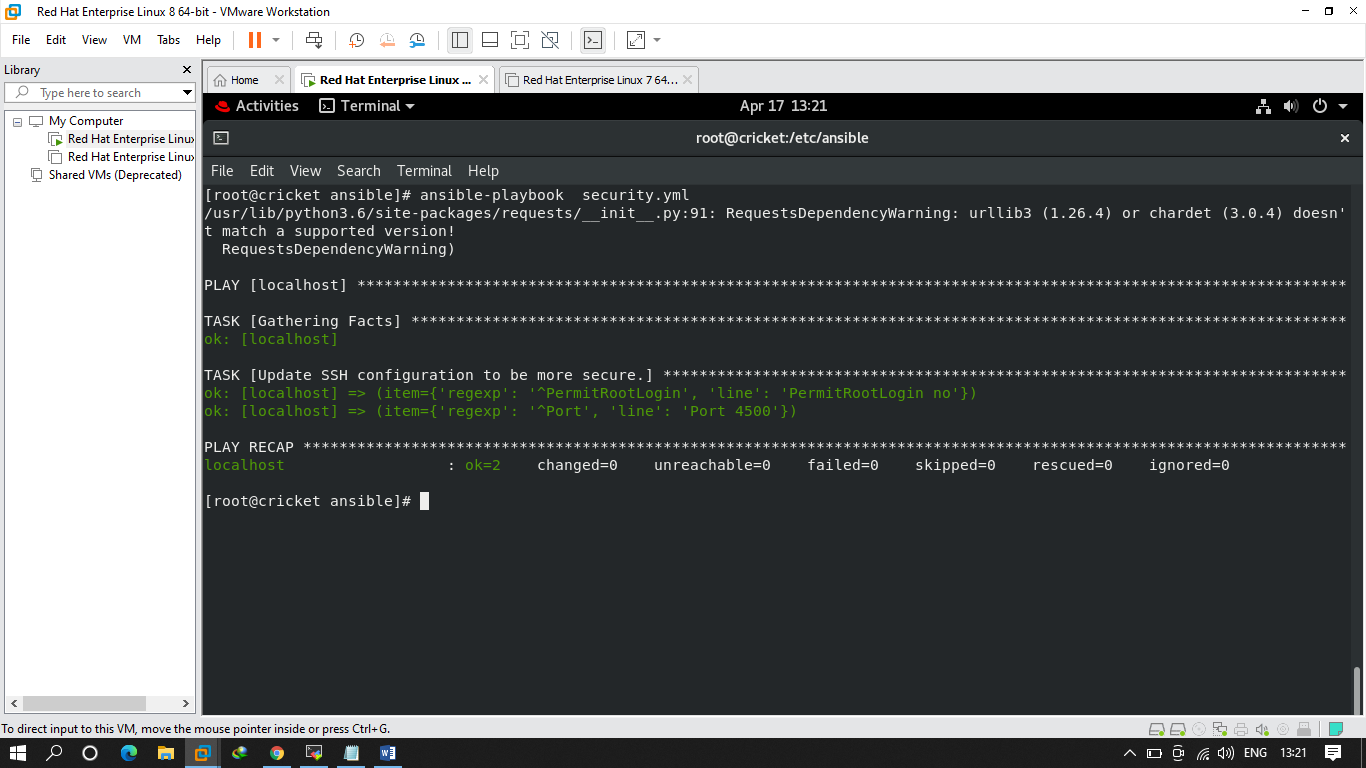 Red Hat Enterprise Linux 8 64-bit - VMware Workstation
File Edit View VM Tabs Help
Library
Type here to search
My Computer
Red Hat Enterprise Linux
Red Hat Enterprise Linux
Shared VMs (Deprecated)
Home
Red Hat Enterprise Linux ...
Red Hat Enterprise Linux 7 64...
Activities Terminal Apr 17 13:21
root@cricket:/etc/ansible
File Edit View Search Terminal Help
[root@cricket ansible]# ansible-playbook  security.yml
/usr/lib/python3.6/site-packages/requests/__init__.py:91: RequestsDependencyWarning: urllib3 (1.26.4) or chardet (3.0.4) doesn'
t match a supported version!
  RequestsDependencyWarning)
PLAY [localhost] **************************************************************************************************************
TASK [Gathering Facts] ********************************************************************************************************
ok: [localhost]
TASK [Update SSH configuration to be more secure.] ****************************************************************************
ok: [localhost] => (item={'regexp': '^PermitRootLogin', 'line': 'PermitRootLogin no'})
ok: [localhost] => (item={'regexp': '^Port', 'line': 'Port 4500'})
PLAY RECAP ********************************************************************************************************************
localhost                  : ok=2    changed=0    unreachable=0    failed=0    skipped=0    rescued=0    ignored=0
[root@cricket ansible]#
To direct input to this VM, move the mouse pointer inside or press Ctrl+G.
ENG 13:21